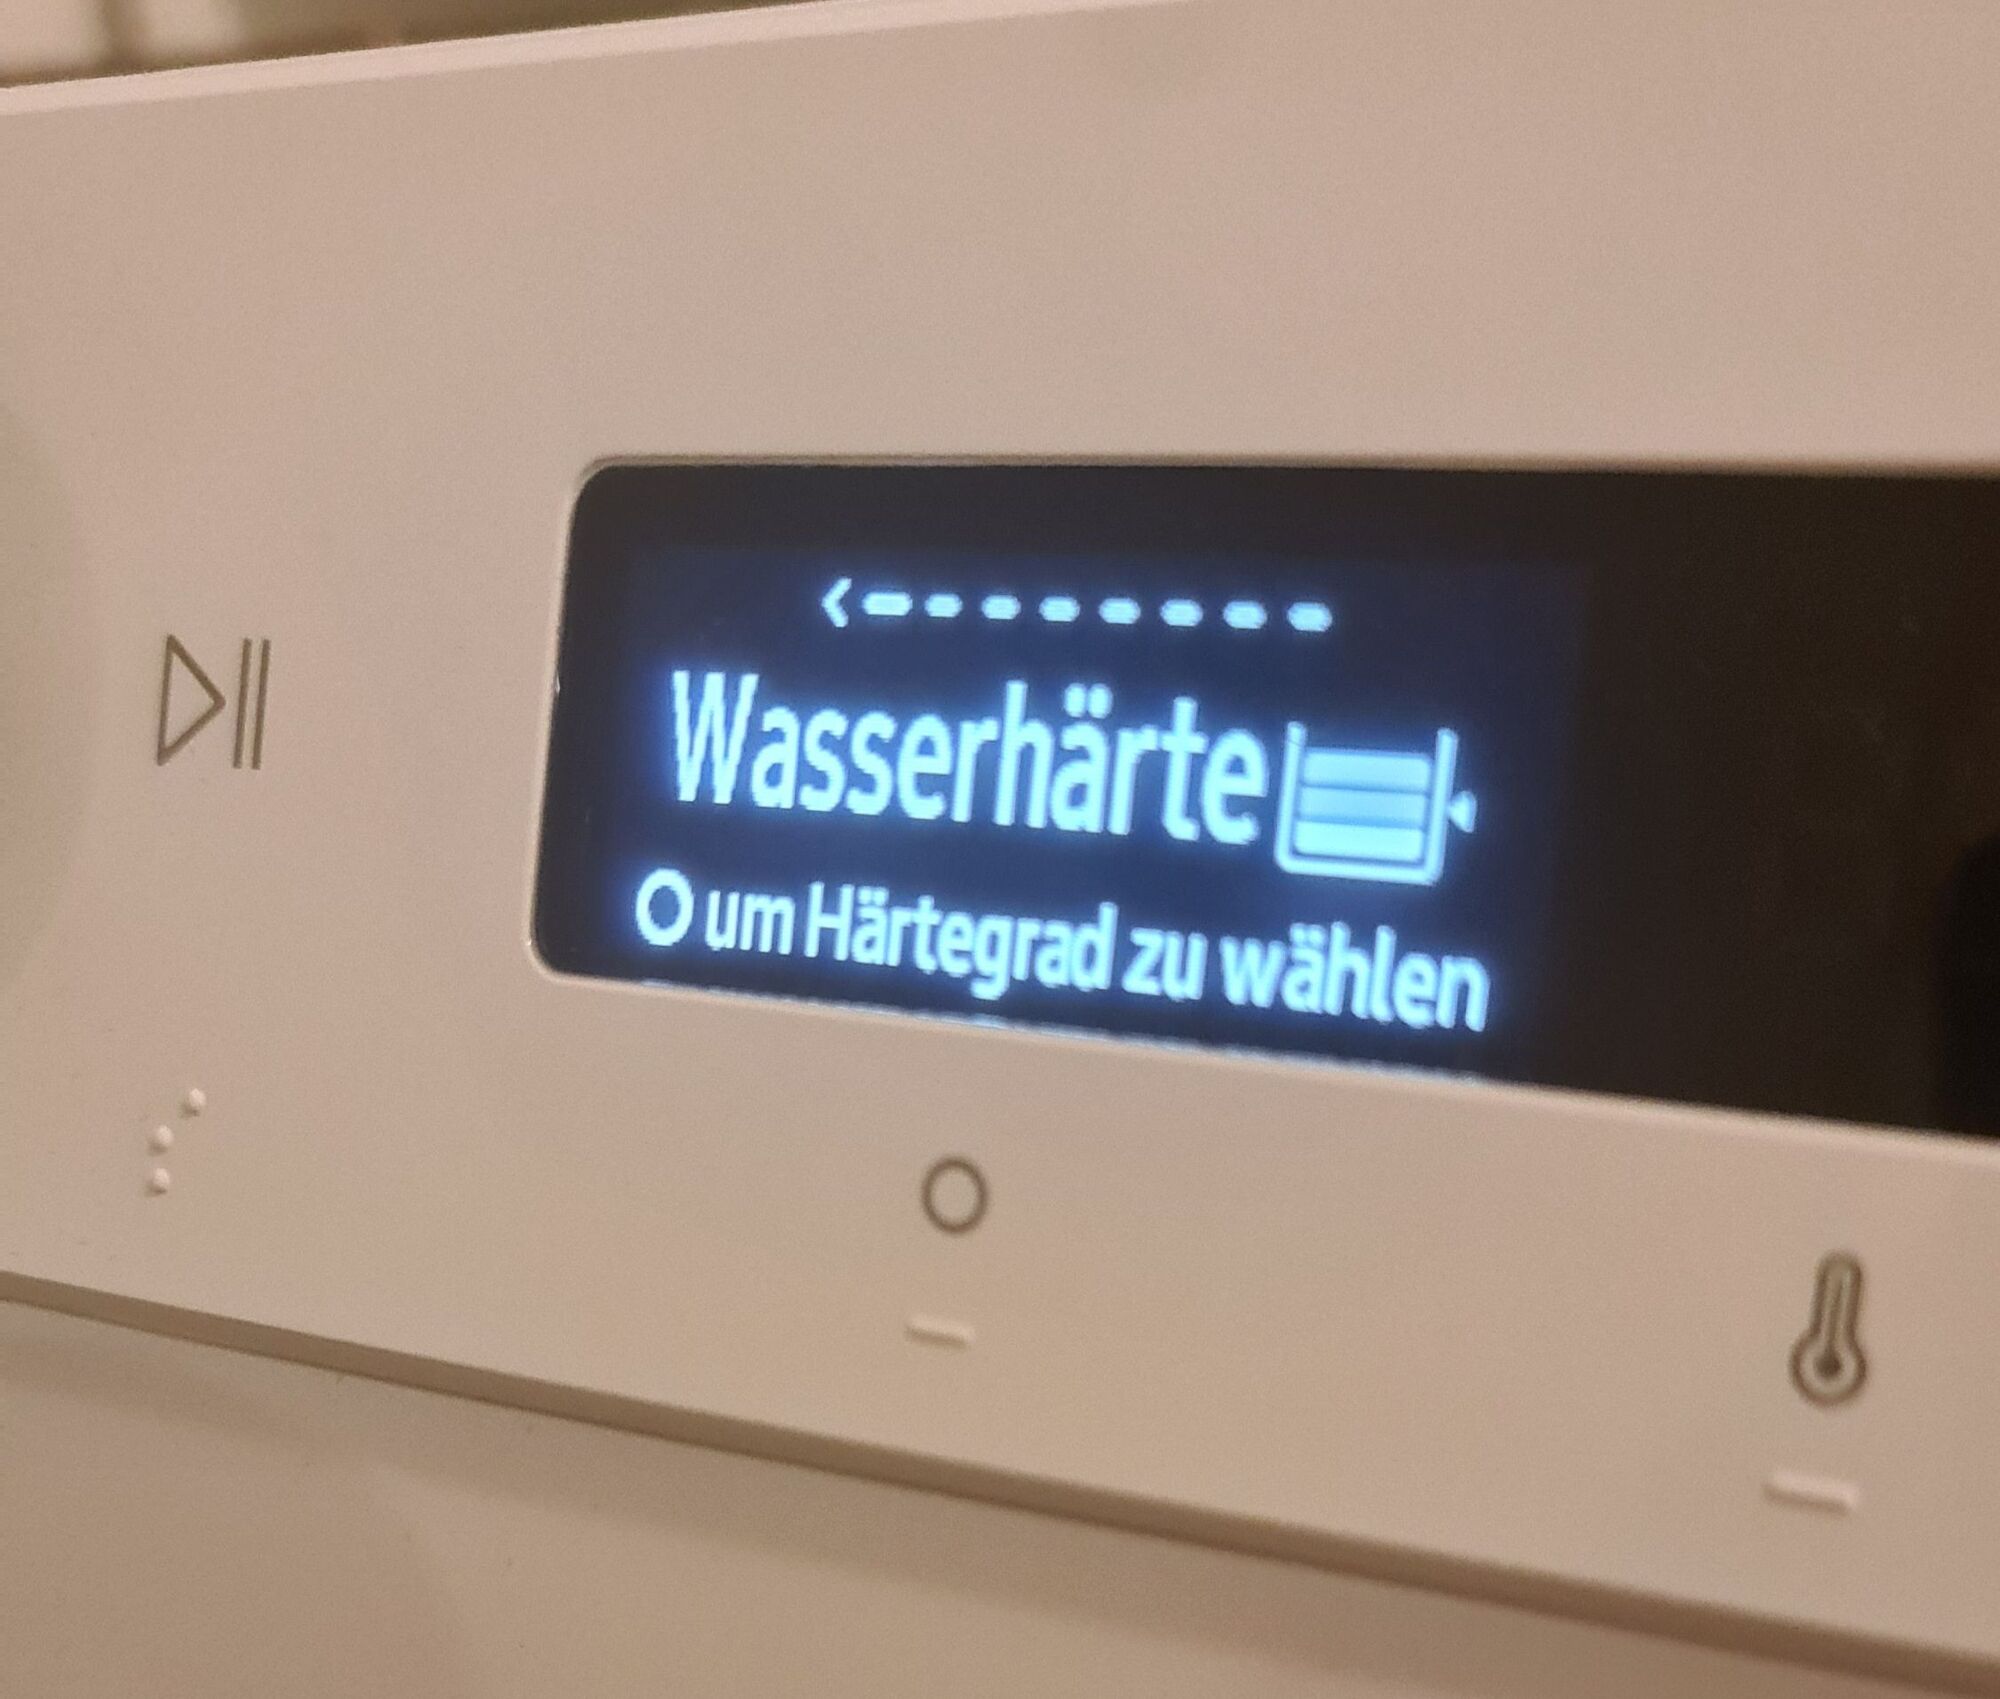 Wasserhärte
O um Härtegrad zu wählen